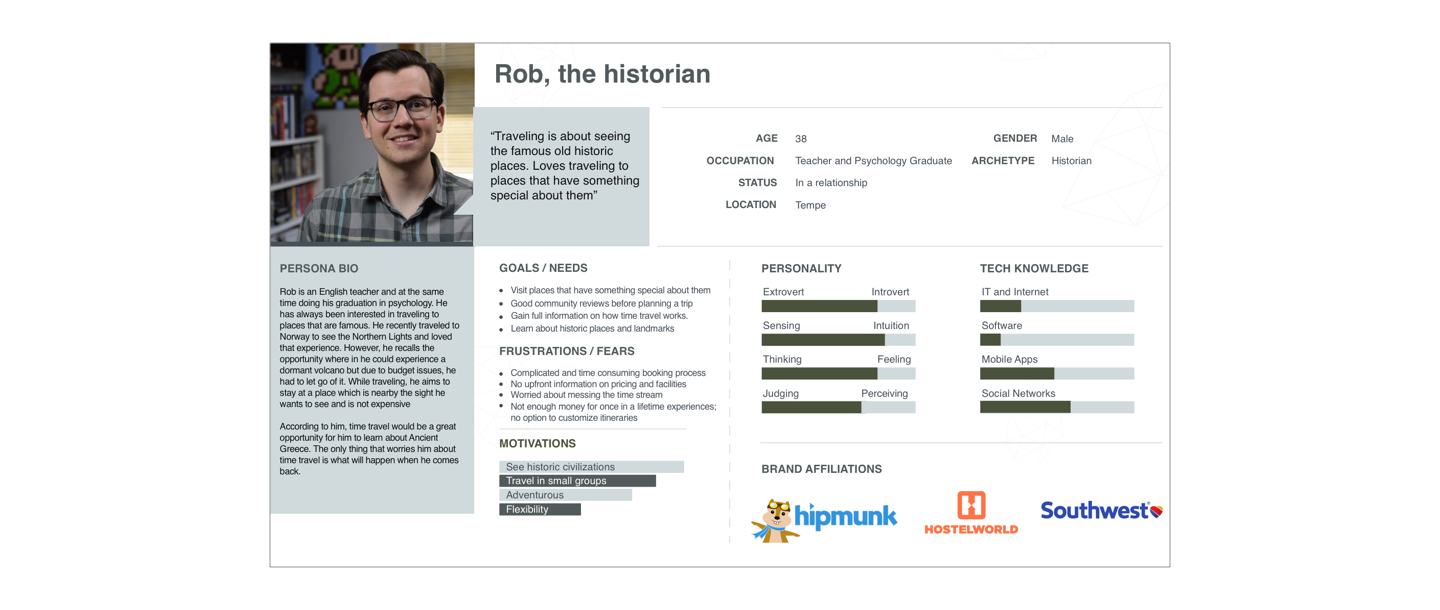 Rob, the historian
“Traveling is about seeing
the famous old historic
places. Loves traveling to
places that have something
special about them”
AGE 38
GENDER Male
OCCUPATION Teacher and Psychology Graduate
ARCHETYPE Historian
STATUS In a relationship
LOCATION Tempe
PERSONA BIO
Rob is an English teacher and at the same
time doing his graduation in psychology. He
has always been interested in traveling to
places that are famous. He recently traveled to
Norway to see the Northern Lights and loved
that experience. However, he recalls the
opportunity where in he could experience a
dormant volcano but due to budget issues, he
had to let go of it. While traveling, he aims to
stay at a place which is nearby the sight he
wants to see and is not expensive
According to him, time travel would be a great
opportunity for him to learn about Ancient
Greece. The only thing that worries him about
time travel is what will happen when he comes
back.
GOALS / NEEDS
• Visit places that have something special about them
• Good community reviews before planning a trip
• Gain full information on how time travel works.
• Learn about historic places and landmarks
FRUSTRATIONS / FEARS
• Complicated and time consuming booking process
• No upfront information on pricing and facilities
• Worried about messing the time stream
• Not enough money for once in a lifetime experiences;
no option to customize itineraries
MOTIVATIONS
See historic civilizations
Travel in small groups
Adventurous
Flexibility
PERSONALITY
Extrovert Introvert
Sensing Intuition
Thinking Feeling
Judging Perceiving
TECH KNOWLEDGE
IT and Internet
Software
Mobile Apps
Social Networks
BRAND AFFILIATIONS
hipmunk
H
HOSTELWORLD
Southwest